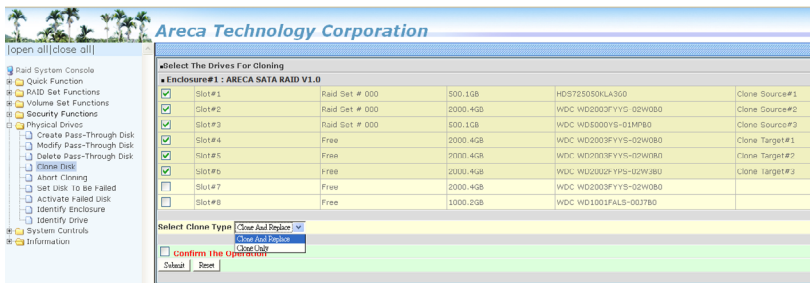 Areca Technology Corporation
|open all|close all|
Raid System Console
Quick Function
RAID Set Functions
Volume Set Functions
Security Functions
Physical Drives
Create Pass-Through Disk
Modify Pass-Through Disk
Delete Pass-Through Disk
Clone Disk
Abort Cloning
Set Disk To Be Failed
Activate Failed Disk
Identify Enclosure
Identify Drive
System Controls
Information
Select The Drives For Cloning
Enclosure#1 : ARECA SATA RAID V1.0
Slot#1 Raid Set # 000 500.1GB HDS725050KLA360 Clone Source#1
Slot#2 Raid Set # 000 2000.4GB WDC WD2003FYYS-02W0B0 Clone Source#2
Slot#3 Raid Set # 000 500.1GB WDC WD5000YS-01MPB0 Clone Source#3
Slot#4 Free 2000.4GB WDC WD2003FYYS-02W0B0 Clone Target#1
Slot#5 Free 2000.4GB WDC WD2003FYYS-02W0B0 Clone Target#2
Slot#6 Free 2000.4GB WDC WD2002FYPS-02W3B0 Clone Target#3
Slot#7 Free 2000.4GB WDC WD2003FYYS-02W0B0
Slot#8 Free 1000.2GB WDC WD1001FALS-00J7B0
Select Clone Type Clone And Replace
Clone And Replace
Clone Only
Confirm The Operation
Submit Reset